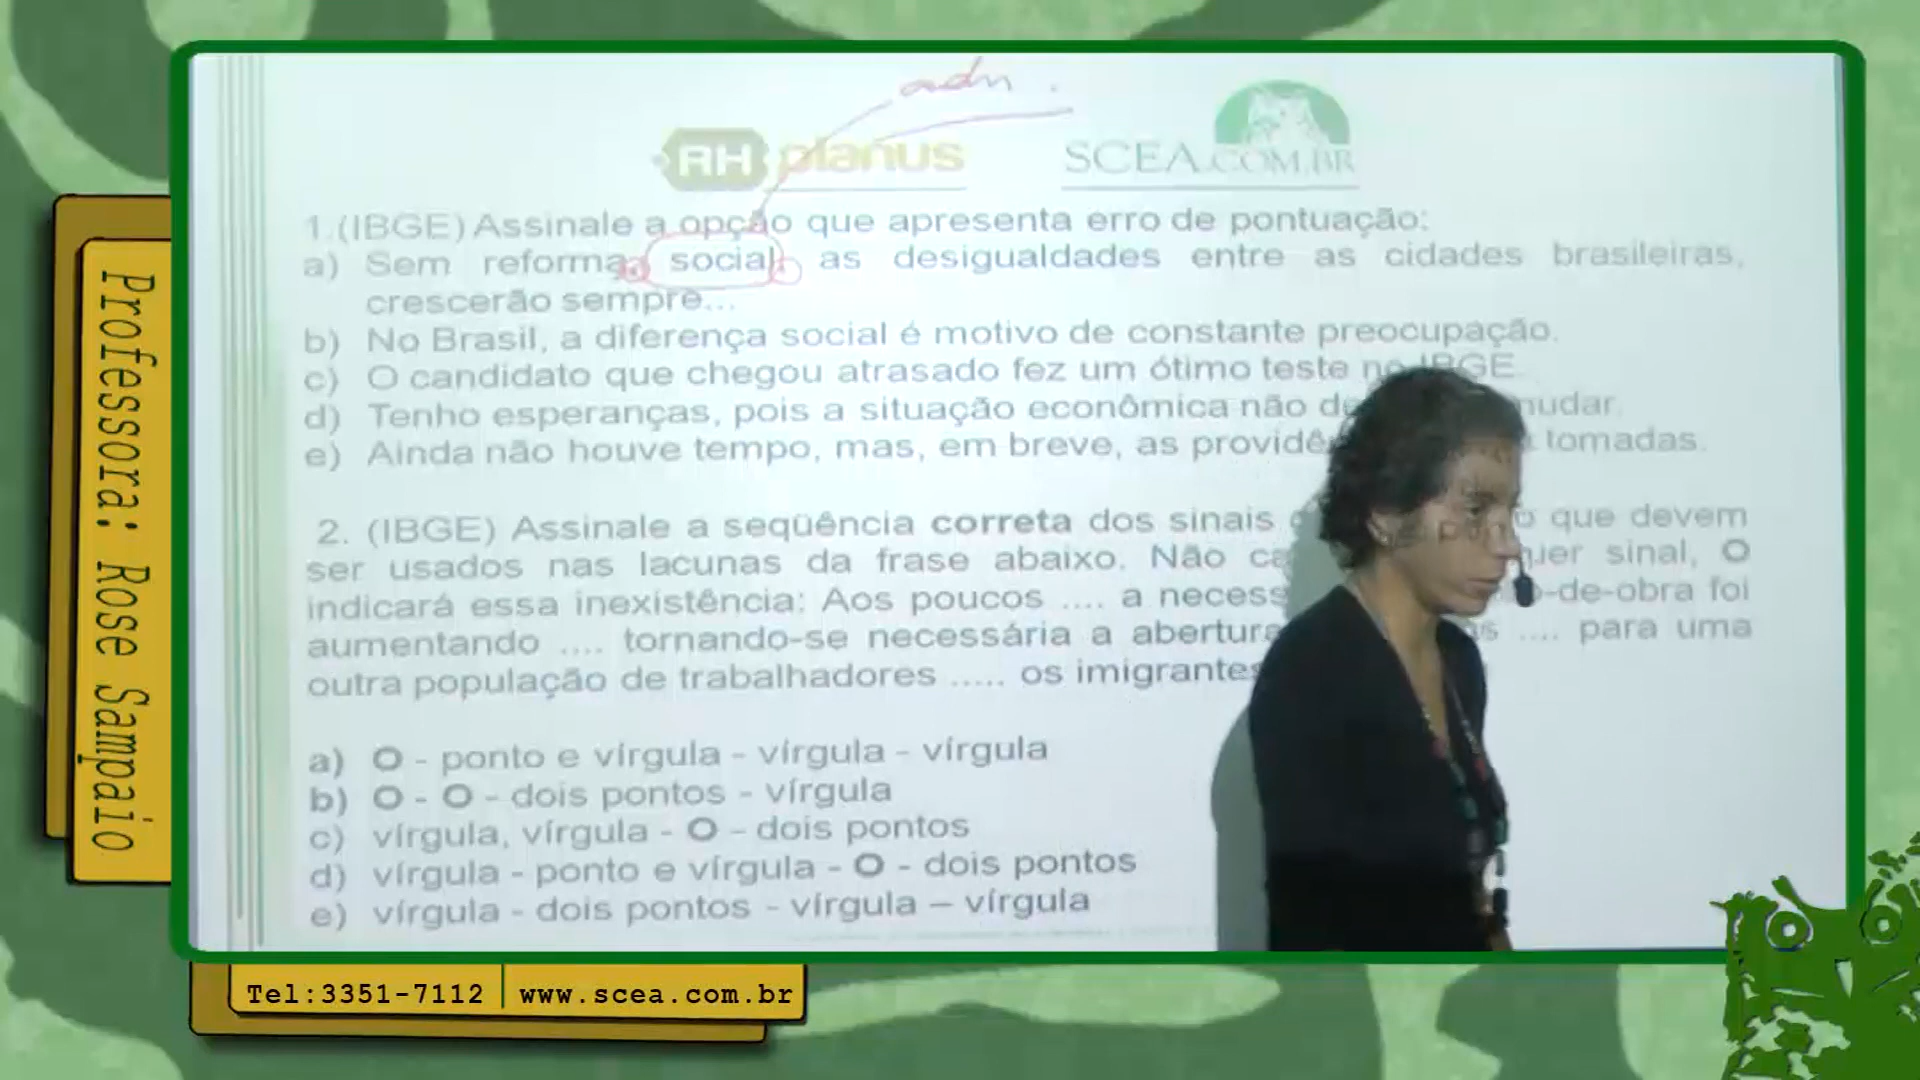 adn.
RH planus
SCEA.COM.BR
1.(IBGE) Assinale a opção que apresenta erro de pontuação:
a) Sem reforma, social, as desigualdades entre as cidades brasileiras,
crescerão sempre...
b) No Brasil, a diferença social é motivo de constante preocupação.
c) O candidato que chegou atrasado fez um ótimo teste no IBGE.
d) Tenho esperanças, pois a situação econômica não mudar.
e) Ainda não houve tempo, mas, em breve, as tomadas.
2. (IBGE) Assinale a seqüência correta dos sinais que devem
ser usados nas lacunas da frase abaixo. Não sinal, O
indicará essa inexistência: Aos poucos .... a -de-obra foi
aumentando .... tornando-se necessária a abertura .... para uma
outra população de trabalhadores ..... os imigrantes
a) O - ponto e vírgula - vírgula - vírgula
b) O - O - dois pontos - vírgula
c) vírgula, vírgula - O - dois pontos
d) vírgula - ponto e vírgula - O - dois pontos
e) vírgula - dois pontos - vírgula – vírgula
Professora: Rose Sampaio
Tel:3351-7112
www.scea.com.br